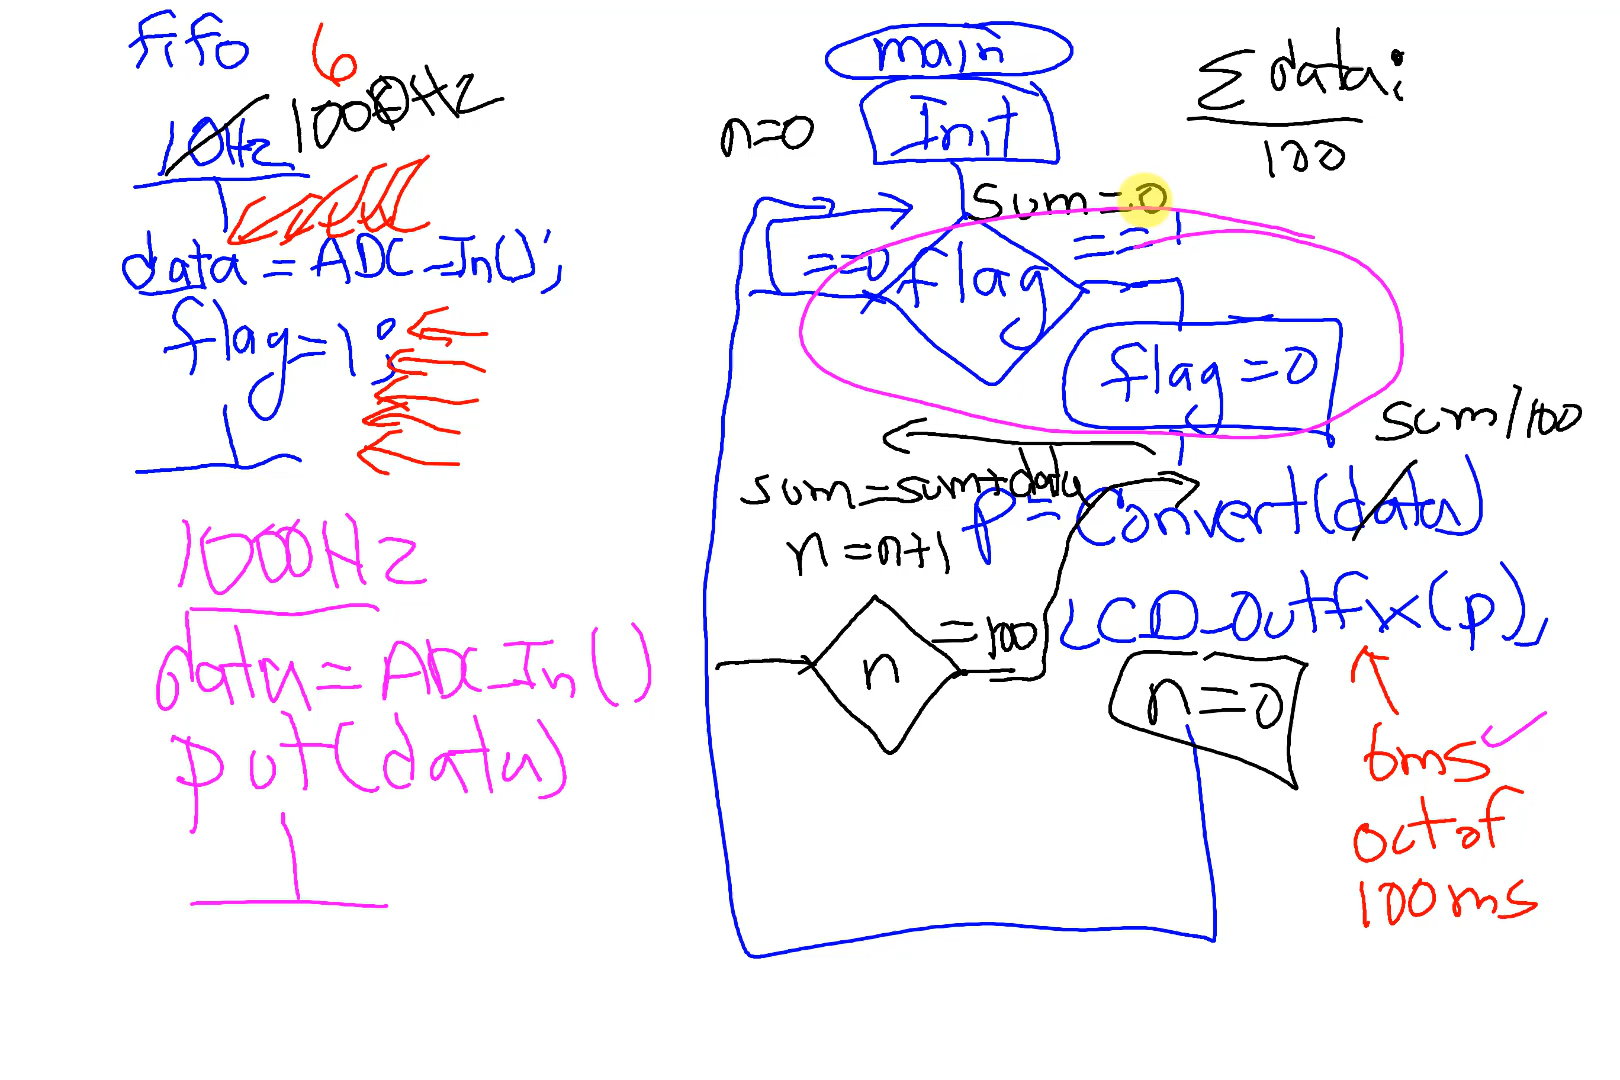 fifo
6
10Hz 1000Hz
data = ADC_In();
flag=1;
1000Hz
data=ADC_In()
put(data)
main
Init
n=0
sum=0
Σdatai
100
==0
flag
==
flag=0
sum/100
sum=sum+data
p=Convert(data)
n=n+1
LCD_OutFix(p);
n
=100
n=0
6ms
out of
100ms